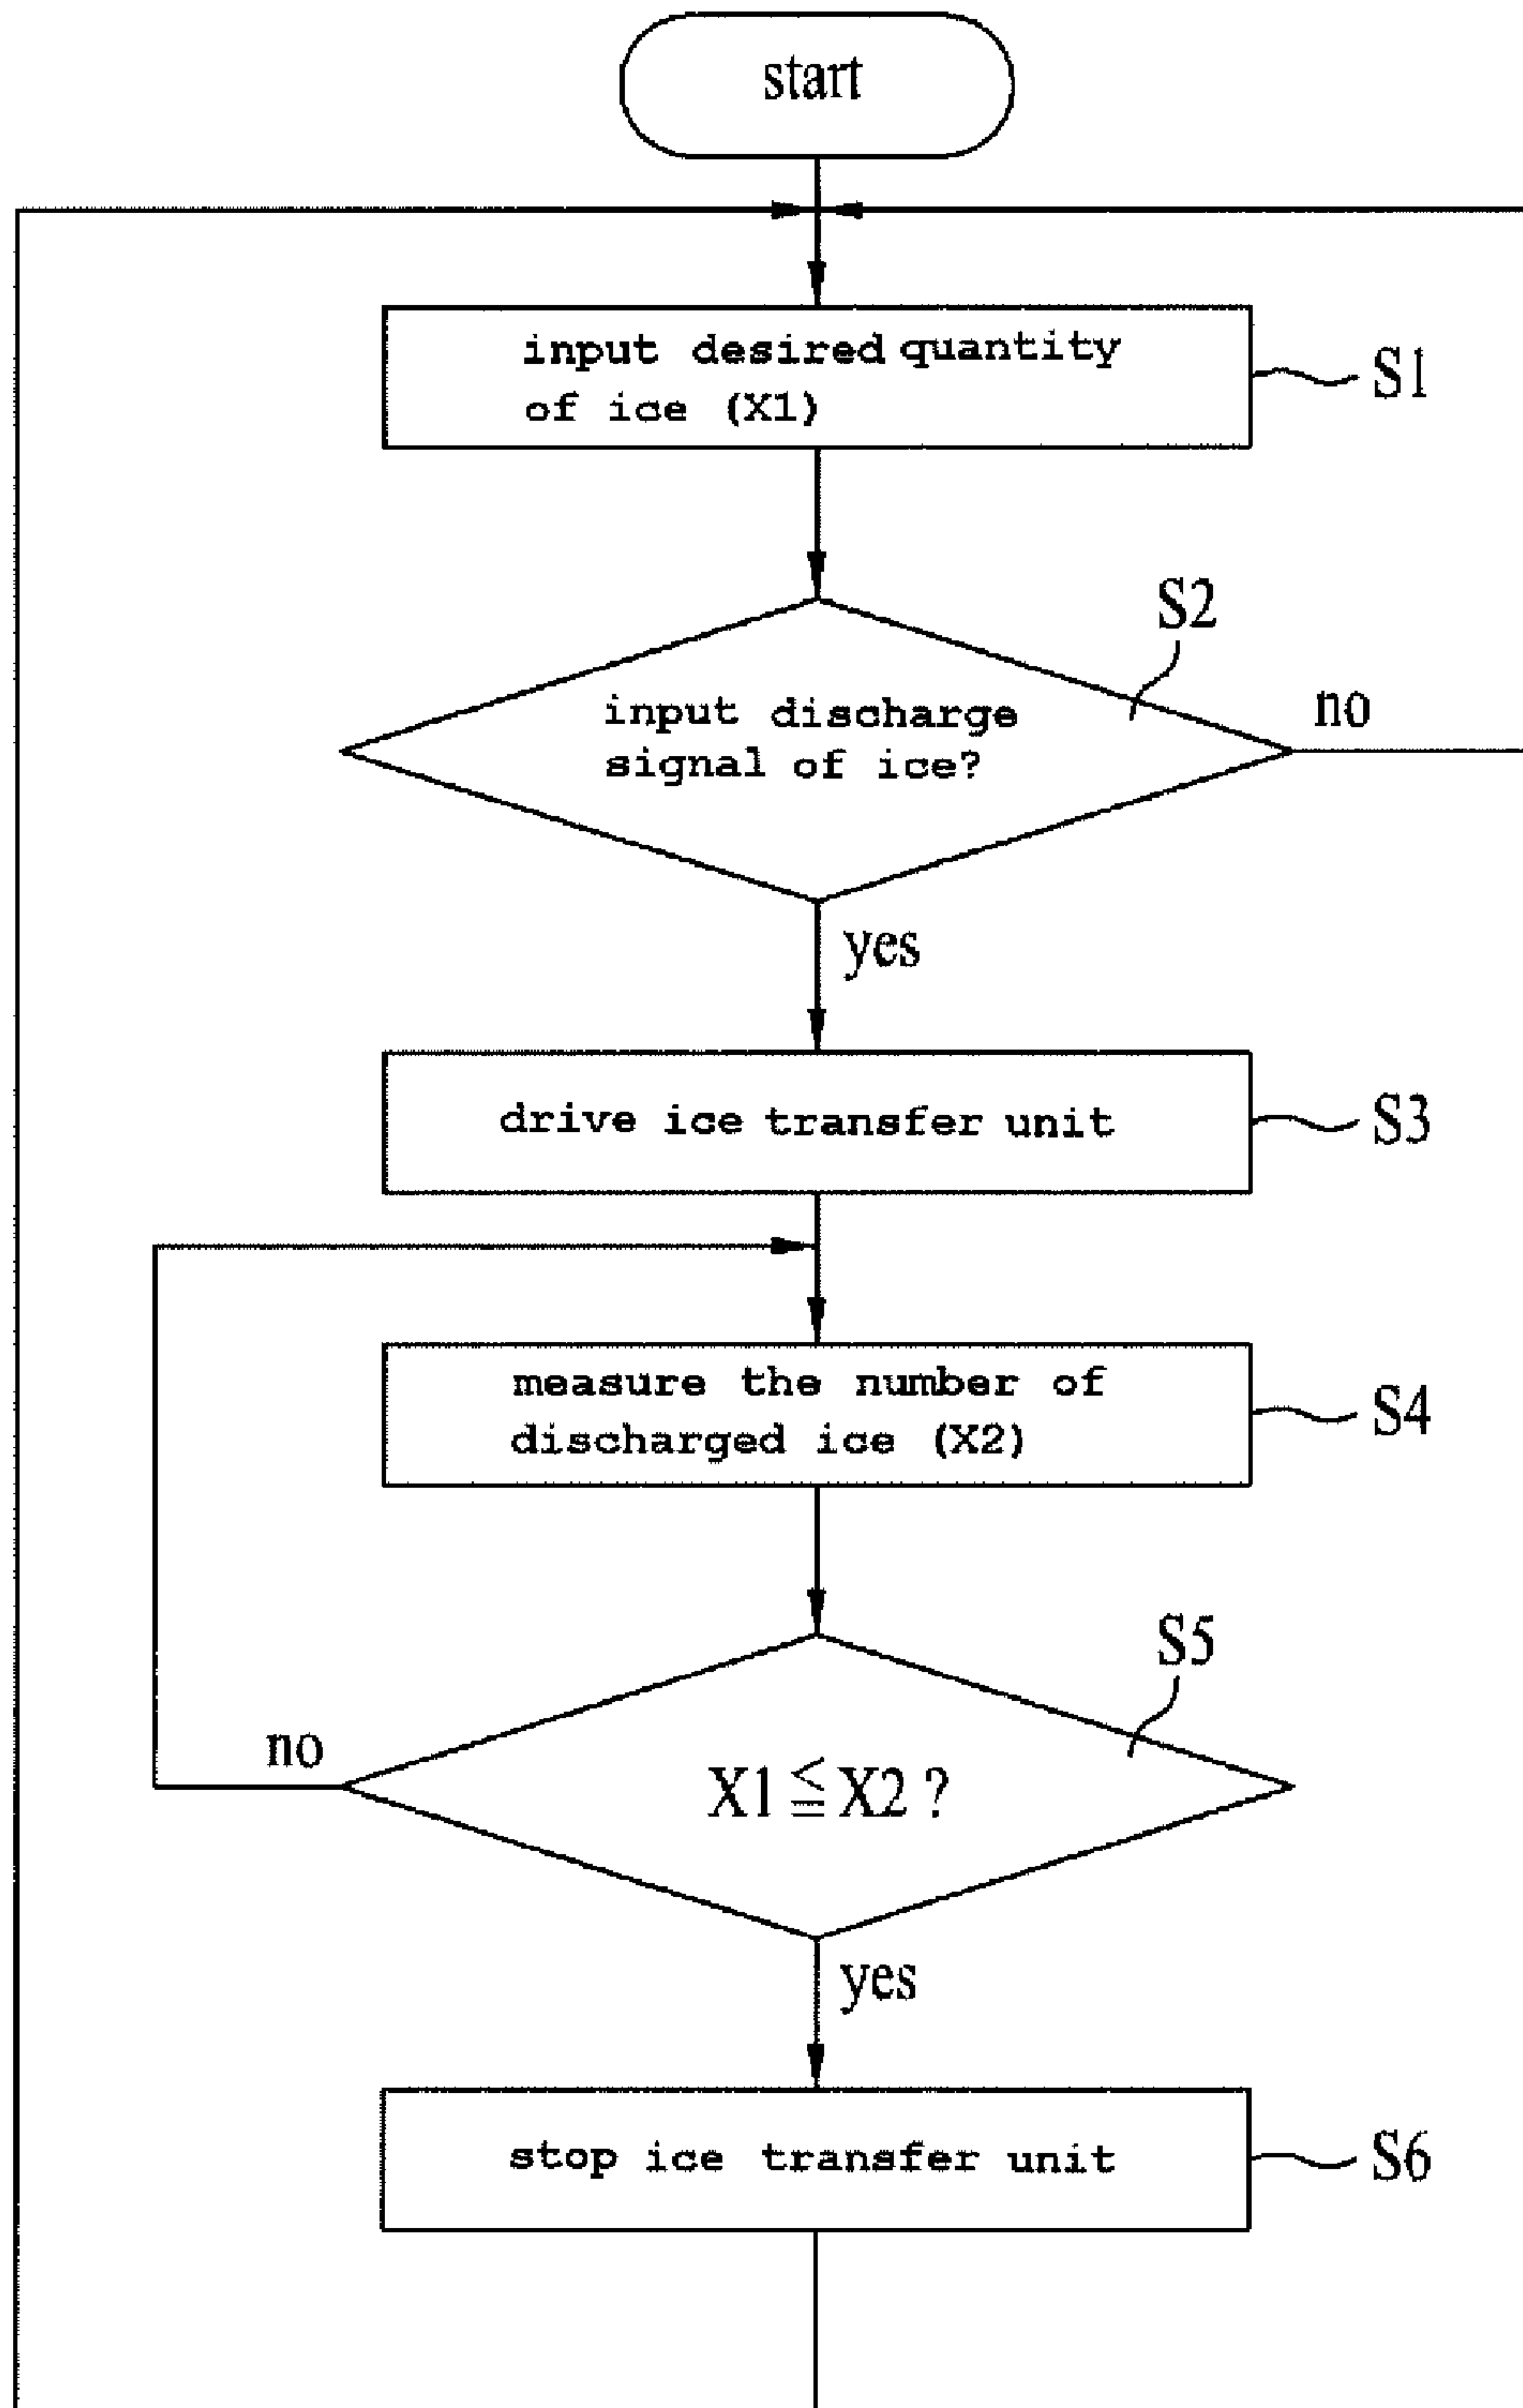 start
input desired quantity
of ice (X1)
S1
S2
input discharge
signal of ice?
no
yes
drive ice transfer unit
S3
measure the number of
discharged ice (X2)
S4
S5
no
X1 ≦ X2 ?
yes
stop ice transfer unit
S6